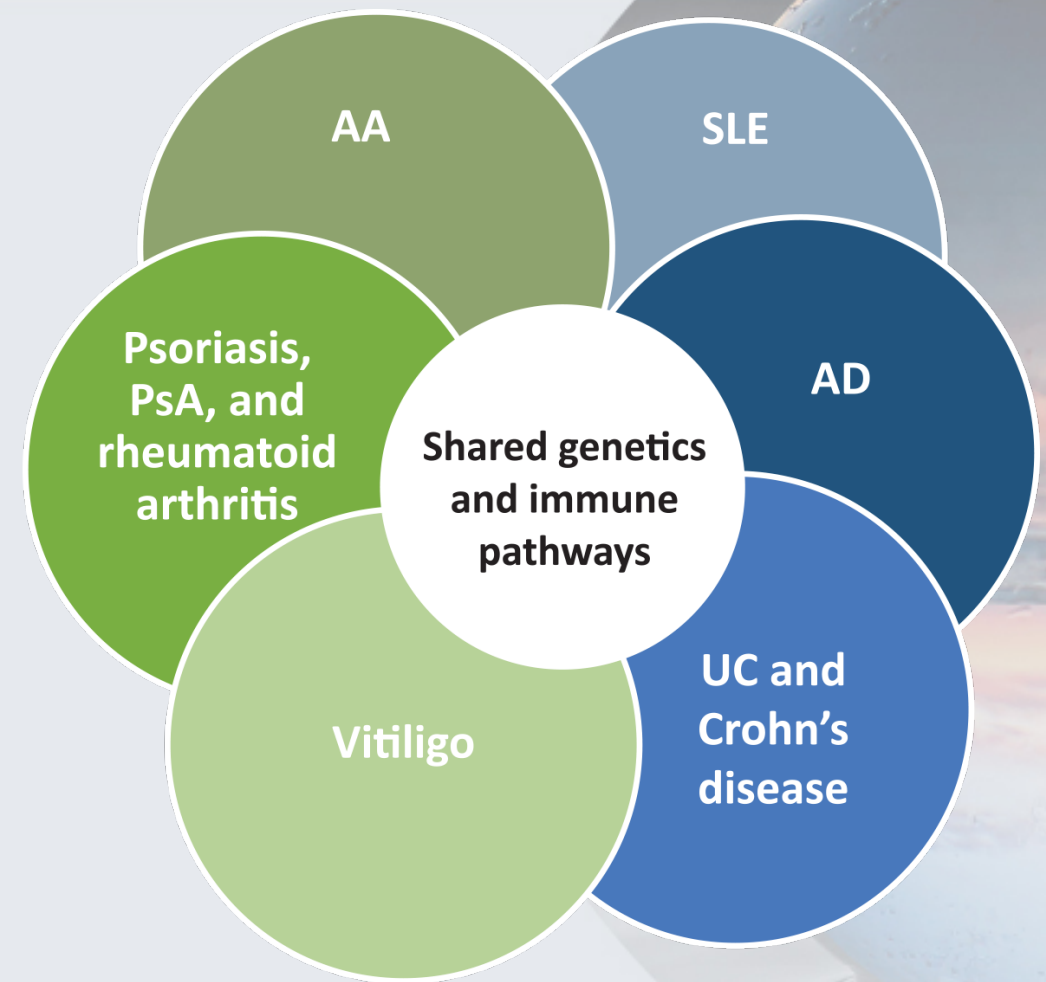 AA
SLE
Psoriasis,
PsA, and
rheumatoid
arthritis
AD
Shared genetics
and immune
pathways
Vitiligo
UC and
Crohn’s
disease